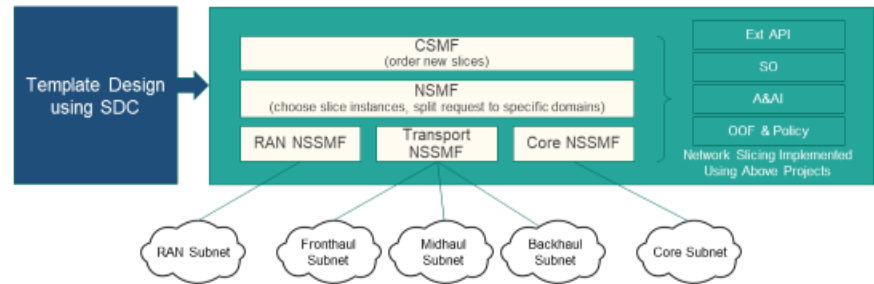 Template Design
using SDC
CSMF
(order new slices)
NSMF
(choose slice instances, split request to specific domains)
RAN NSSMF
Transport
NSSMF
Core NSSMF
Ext API
SO
A&AI
OOF & Policy
Network Slicing Implemented
Using Above Projects
RAN Subnet
Fronthaul
Subnet
Midhaul
Subnet
Backhaul
Subnet
Core Subnet